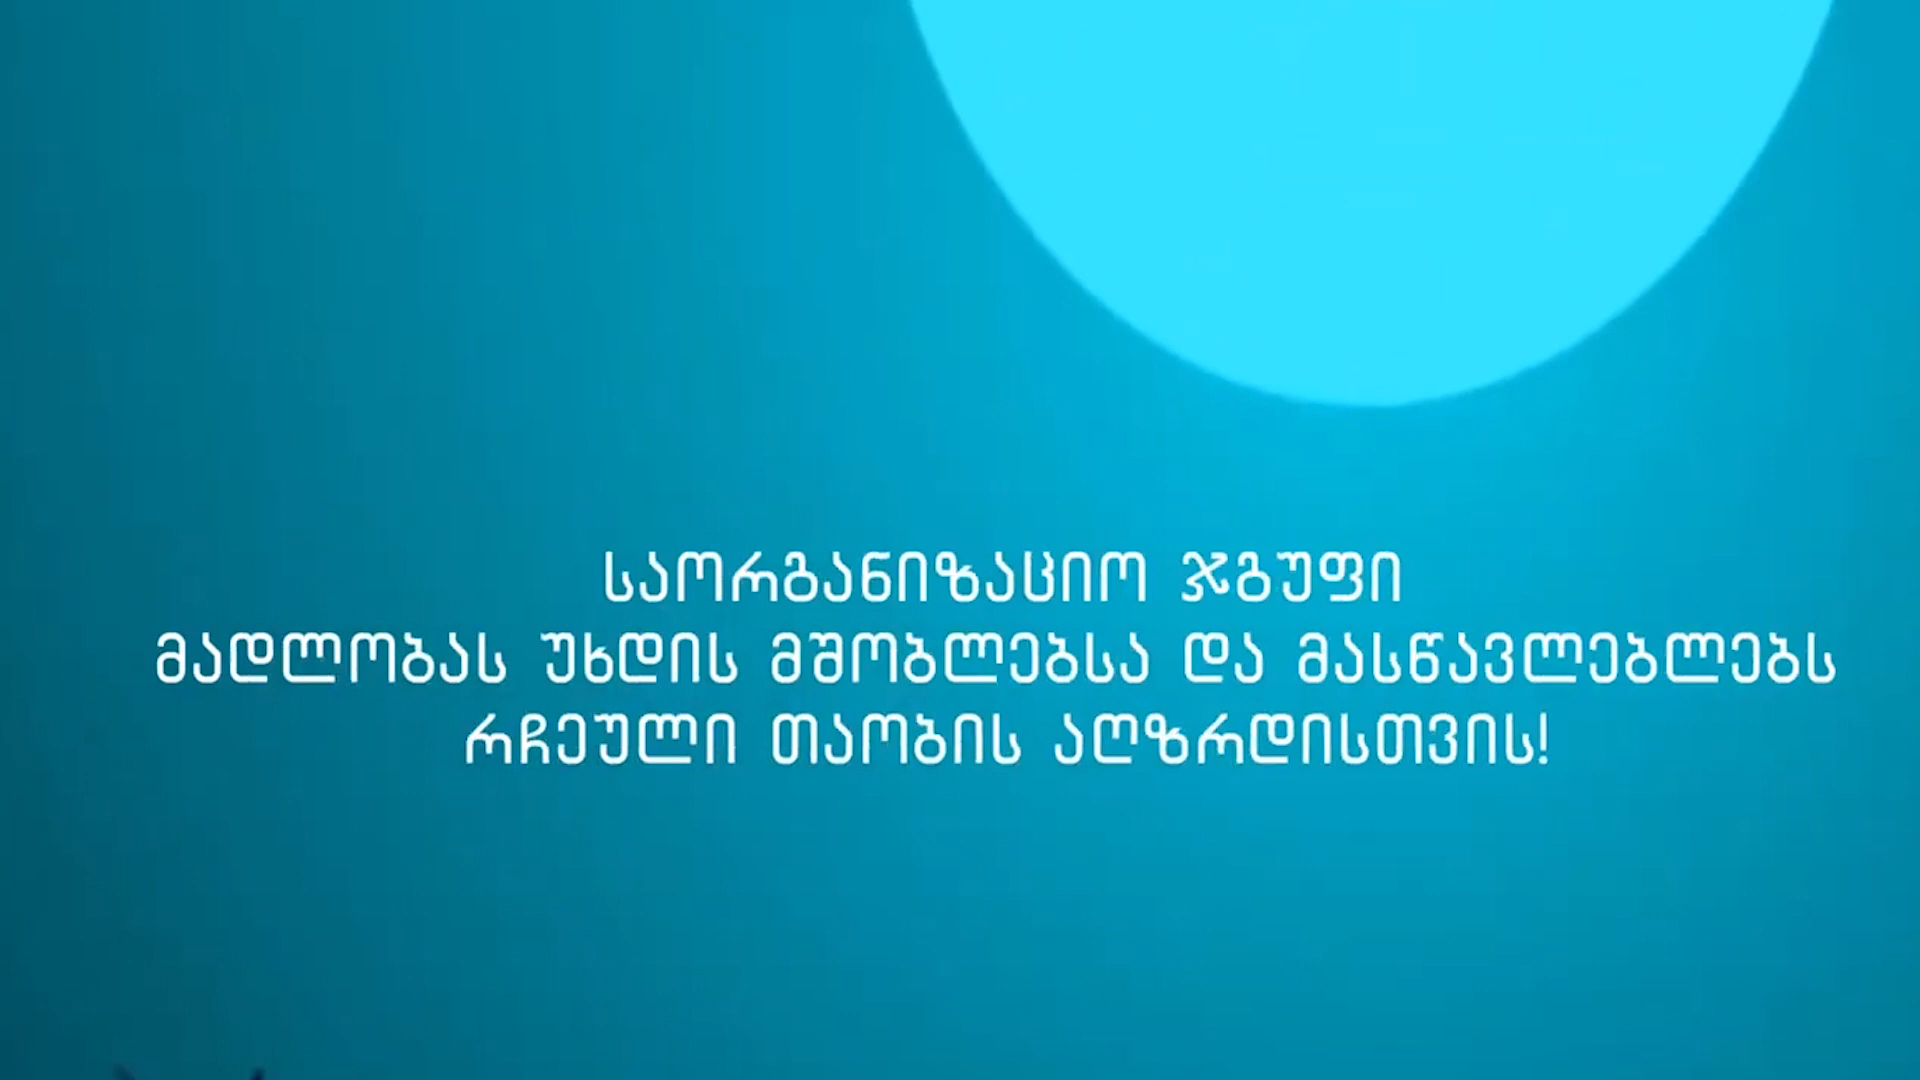 საორგანიზაციო ჯგუფი
მადლობას უხდის მშობლებსა და მასწავლებლებს
რჩეული თაობის აღზრდისთვის!